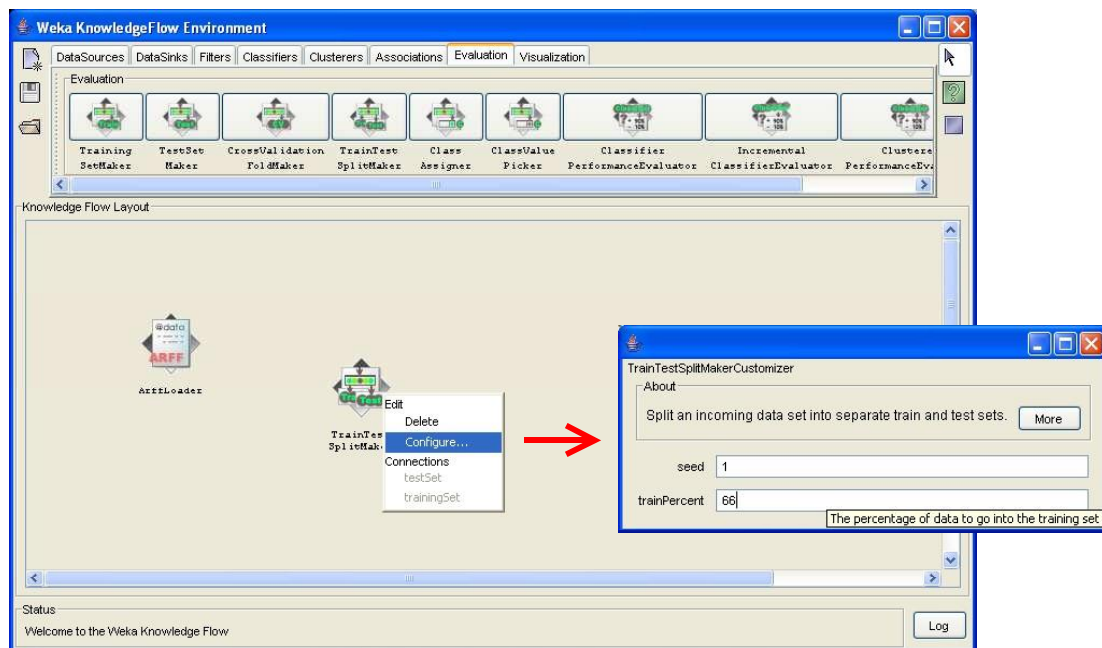 Weka KnowledgeFlow Environment
DataSources DataSinks Filters Classifiers Clusterers Associations Evaluation Visualization
Evaluation
Training SetMaker
TestSet Maker
CrossValidation FoldMaker
TrainTest SplitMaker
Class Assigner
ClassValue Picker
Classifier PerformanceEvaluator
Incremental ClassifierEvaluator
Clustere PerformanceEva
Knowledge Flow Layout
@data
ARFF
ArffLoader
TrainTes
SplitMak
Edit
Delete
Configure...
Connections
testSet
trainingSet
TrainTestSplitMakerCustomizer
About
Split an incoming data set into separate train and test sets.
More
seed 1
trainPercent 66
The percentage of data to go into the training set
Status
Welcome to the Weka Knowledge Flow
Log